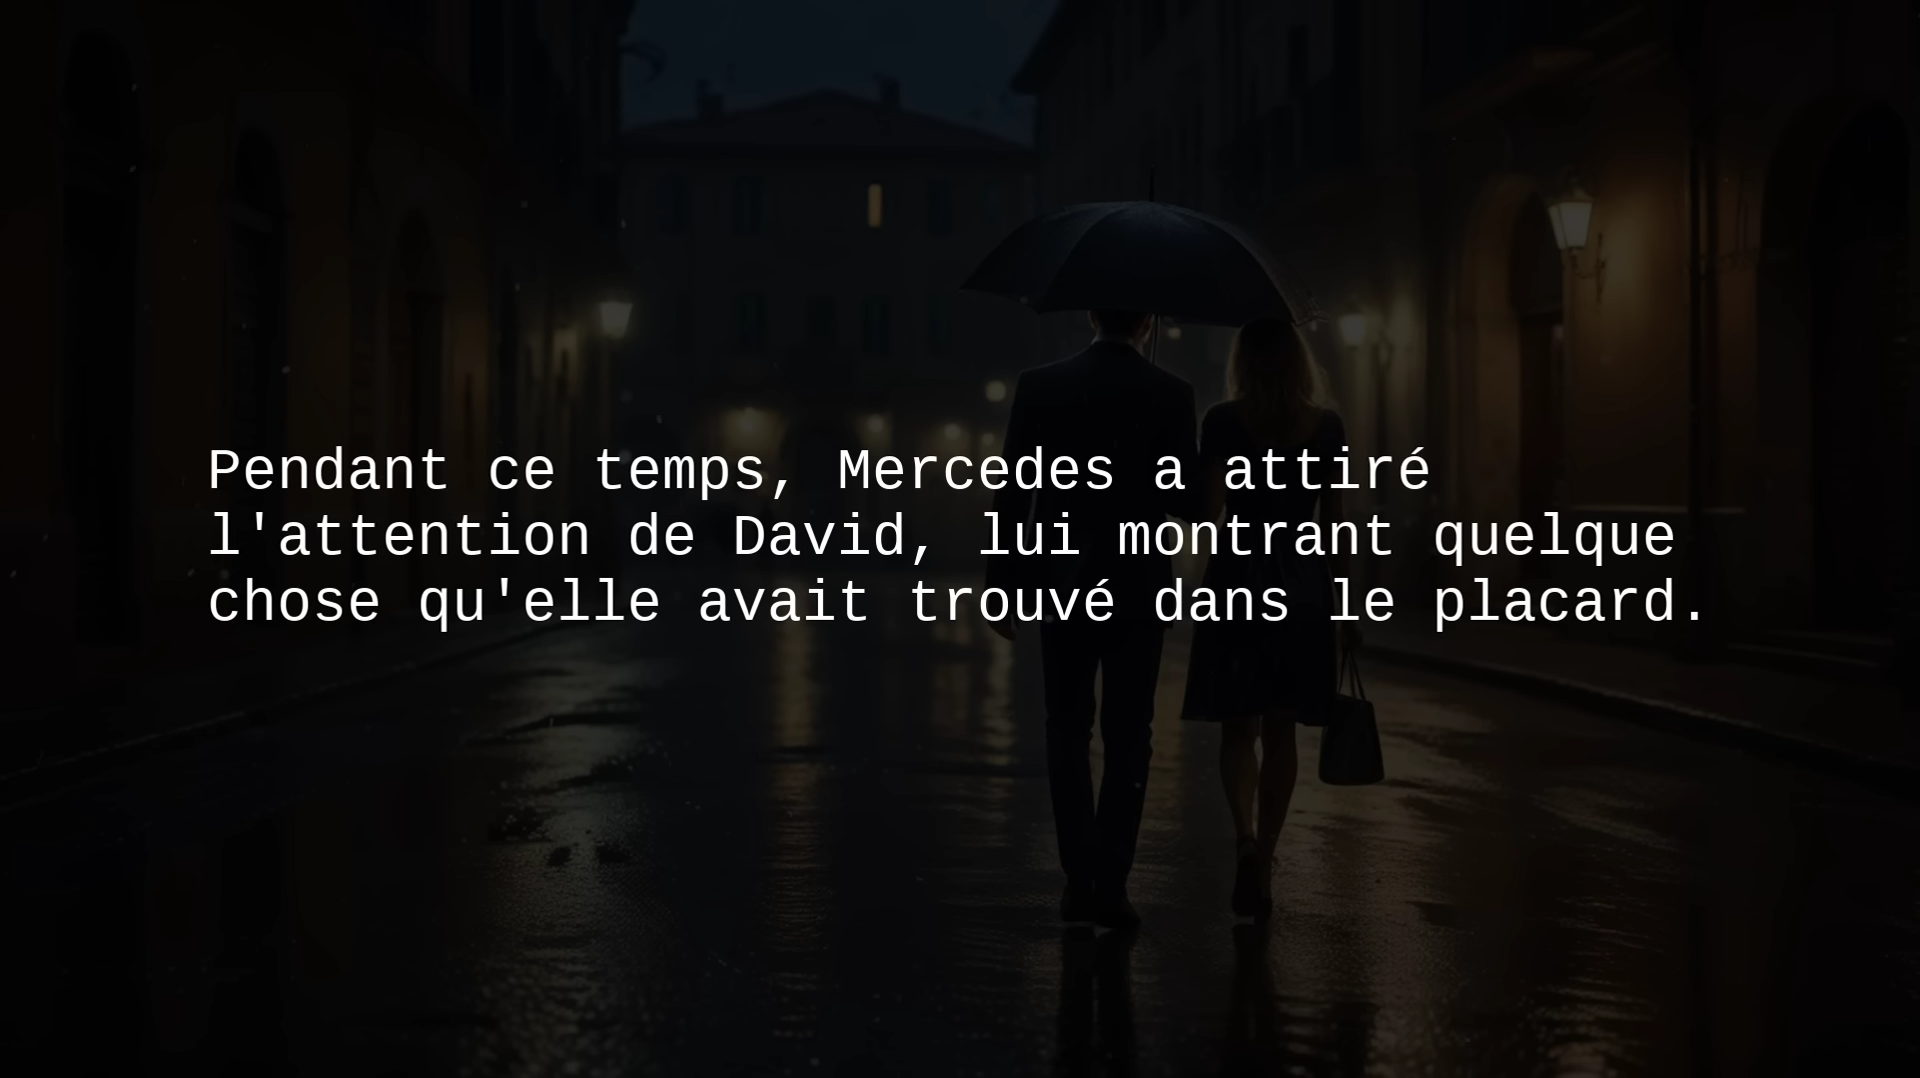 Pendant ce temps, Mercedes a attiré
l'attention de David, lui montrant quelque
chose qu'elle avait trouvé dans le placard.